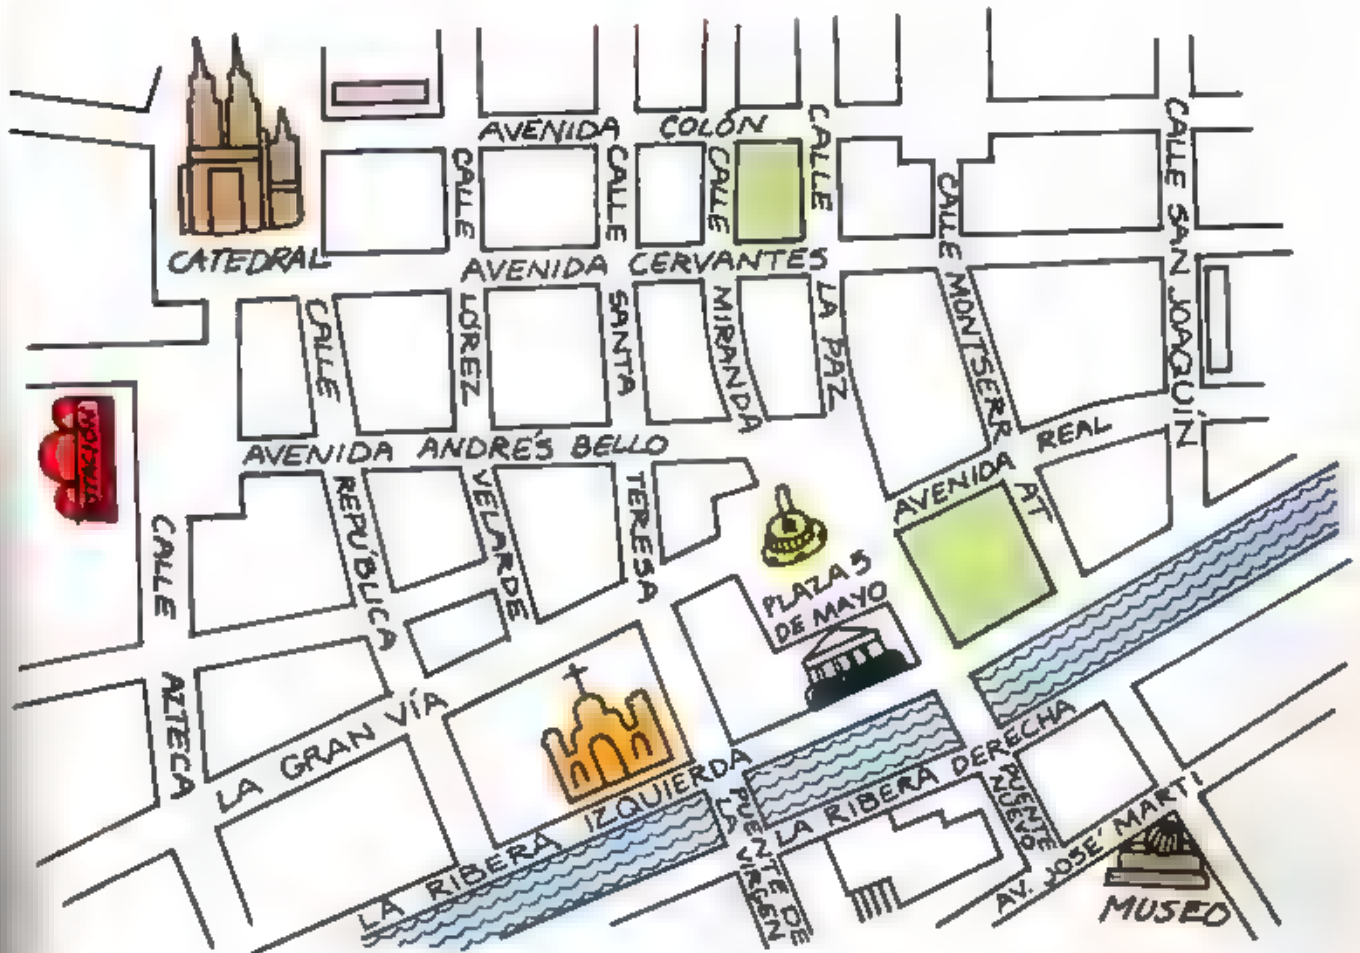 AVENIDA COLÓN
CALLE LÓREZ VELARDE
CALLE SANTA TERESA
CALLE MIRANDA
CALLE LA PAZ
CALLE MONTSERRAT
CALLE SAN JOAQUÍN
CATEDRAL
AVENIDA CERVANTES
CALLE REPÚBLICA
AVENIDA ANDRÉS BELLO
AVENIDA REAL
CALLE AZTECA
PLAZA 5
DE MAYO
LA GRAN VÍA
LA RIBERA IZQUIERDA
LA RIBERA DERECHA
PUENTE DE
LA VIRGEN
PUENTE
NUEVO
AV. JOSÉ MARTI
MUSEO